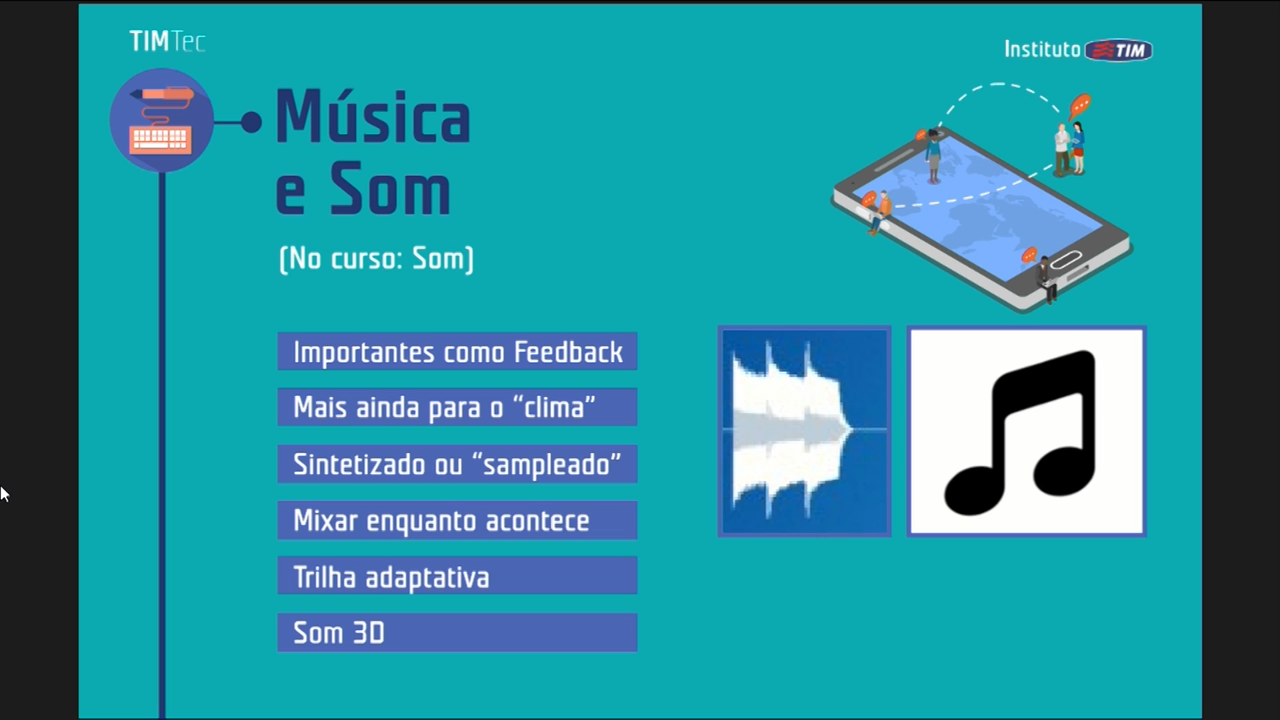 TIMTec
Instituto TIM
Música
e Som
(No curso: Som)
Importantes como Feedback
Mais ainda para o “clima”
Sintetizado ou “sampleado”
Mixar enquanto acontece
Trilha adaptativa
Som 3D